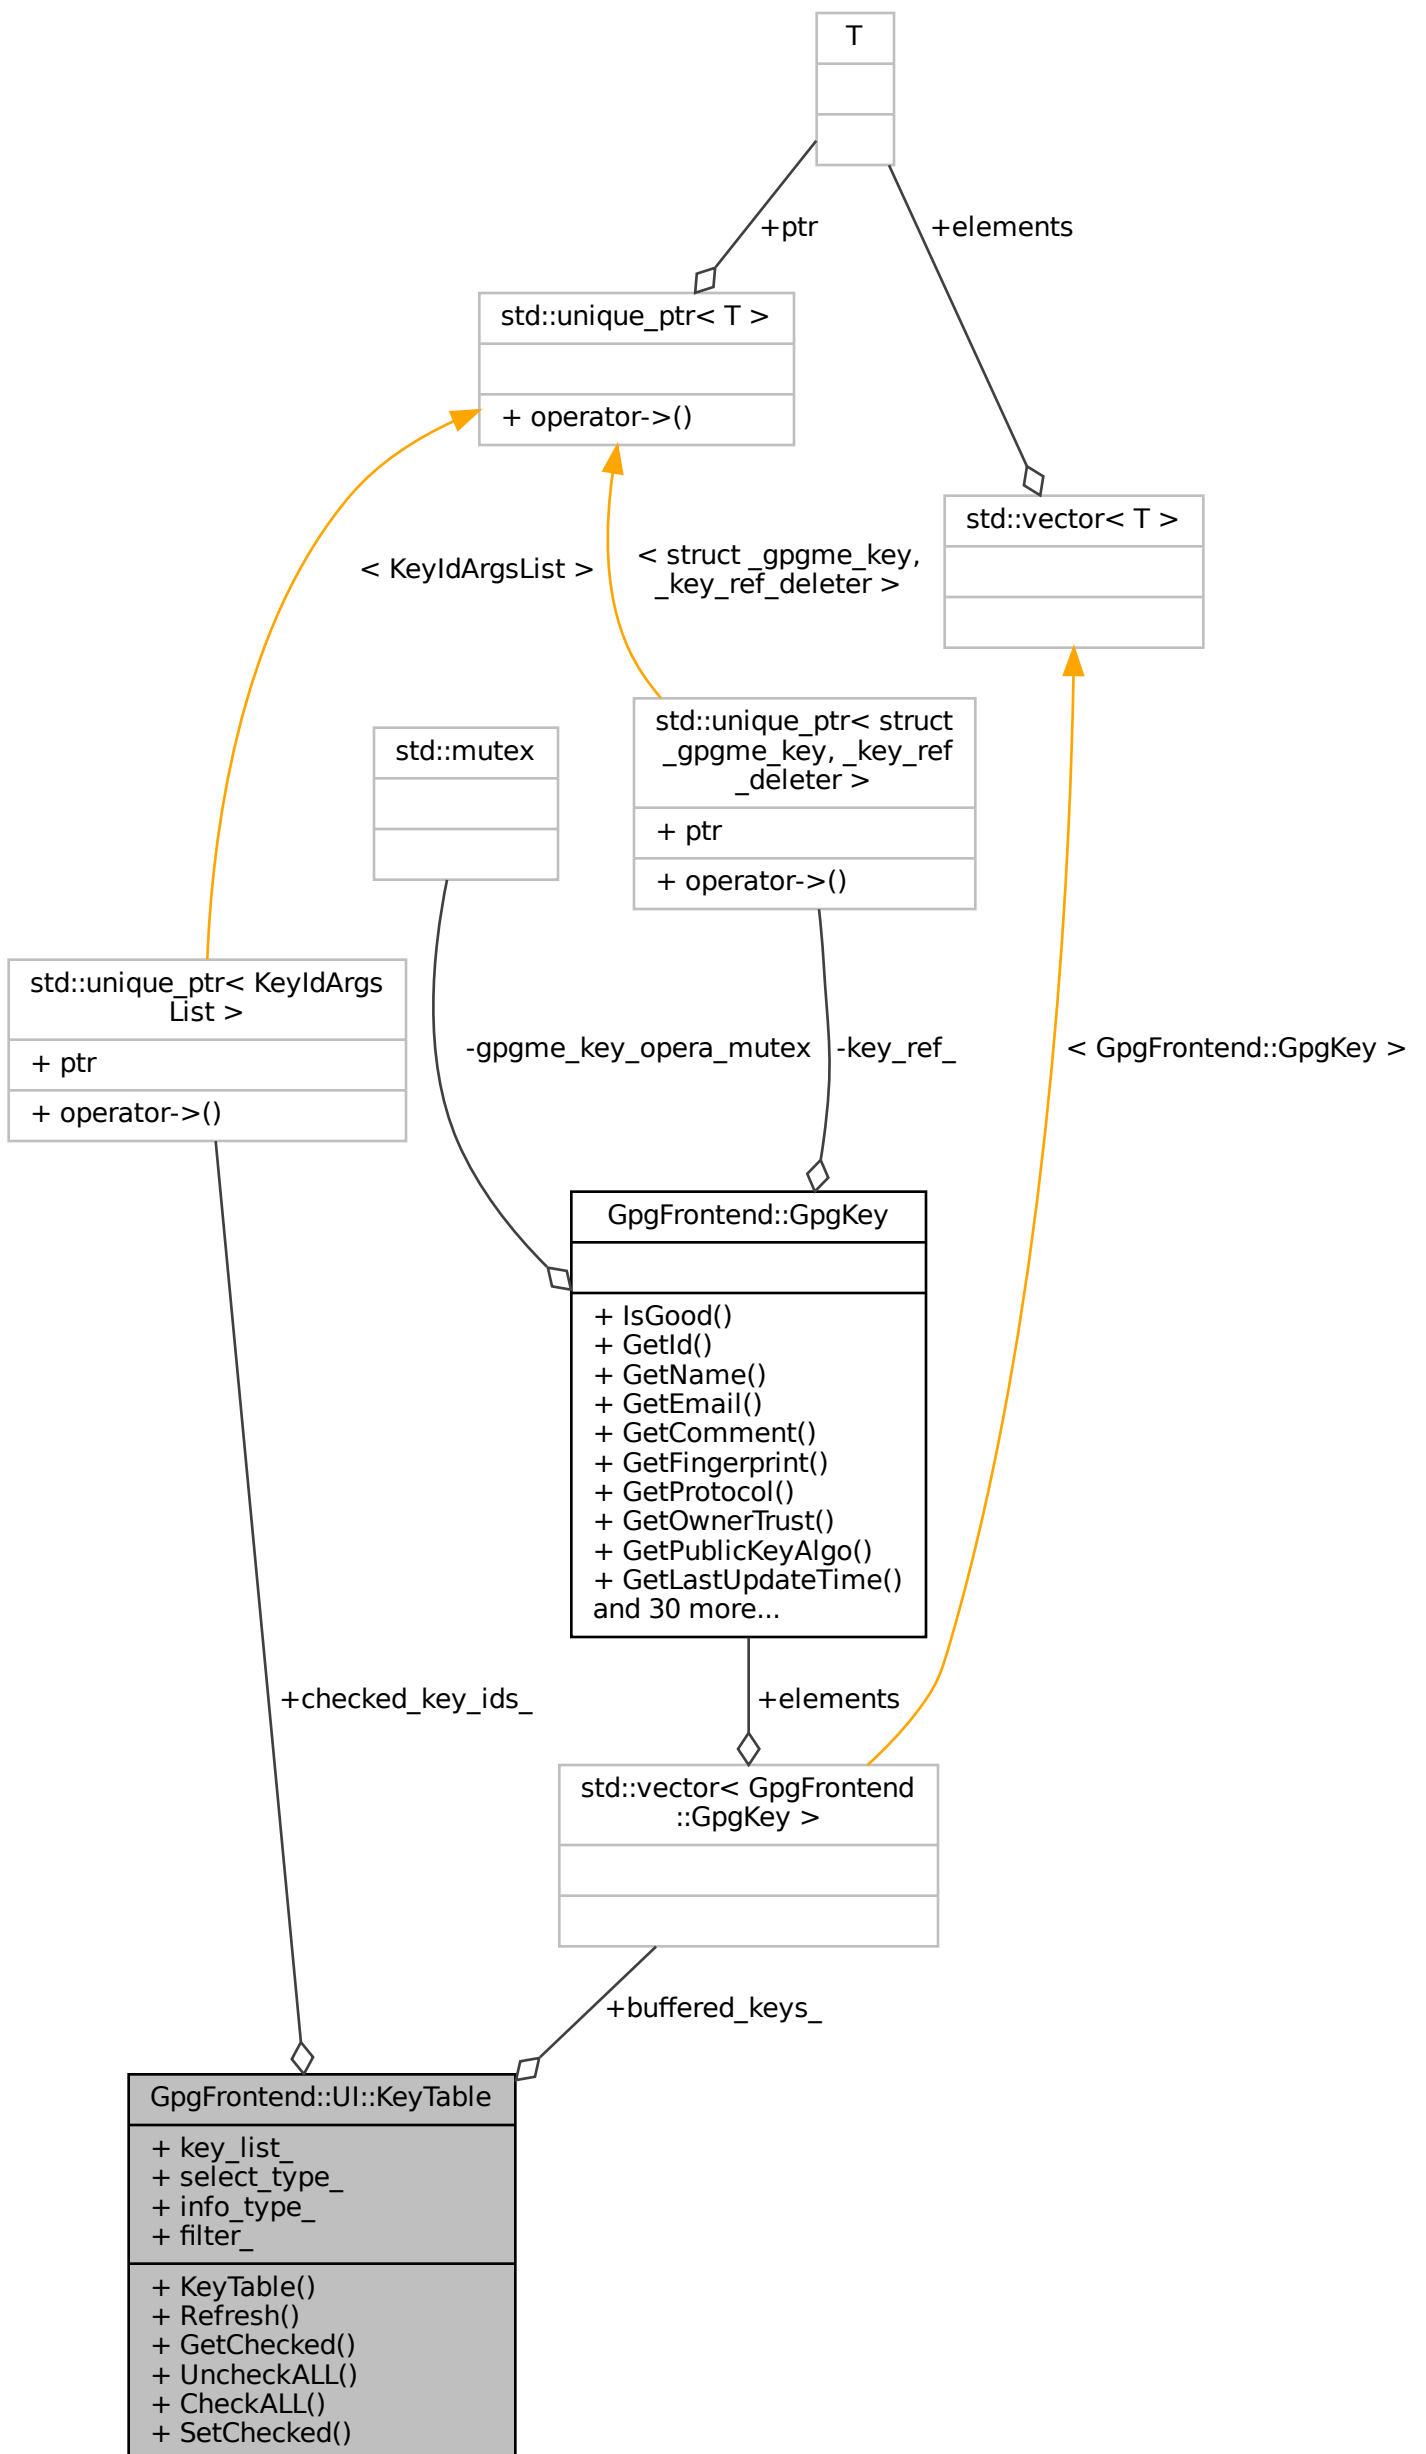 T
+ptr
+elements
std::unique_ptr< T >
+ operator->()
std::vector< T >
< KeyIdArgsList >
< struct _gpgme_key,
_key_ref_deleter >
std::mutex
std::unique_ptr< struct
_gpgme_key, _key_ref
_deleter >
+ ptr
+ operator->()
std::unique_ptr< KeyIdArgs
List >
+ ptr
+ operator->()
-gpgme_key_opera_mutex
-key_ref_
< GpgFrontend::GpgKey >
GpgFrontend::GpgKey
+ IsGood()
+ GetId()
+ GetName()
+ GetEmail()
+ GetComment()
+ GetFingerprint()
+ GetProtocol()
+ GetOwnerTrust()
+ GetPublicKeyAlgo()
+ GetLastUpdateTime()
and 30 more...
+checked_key_ids_
+elements
std::vector< GpgFrontend
::GpgKey >
+buffered_keys_
GpgFrontend::UI::KeyTable
+ key_list_
+ select_type_
+ info_type_
+ filter_
+ KeyTable()
+ Refresh()
+ GetChecked()
+ UncheckALL()
+ CheckALL()
+ SetChecked()